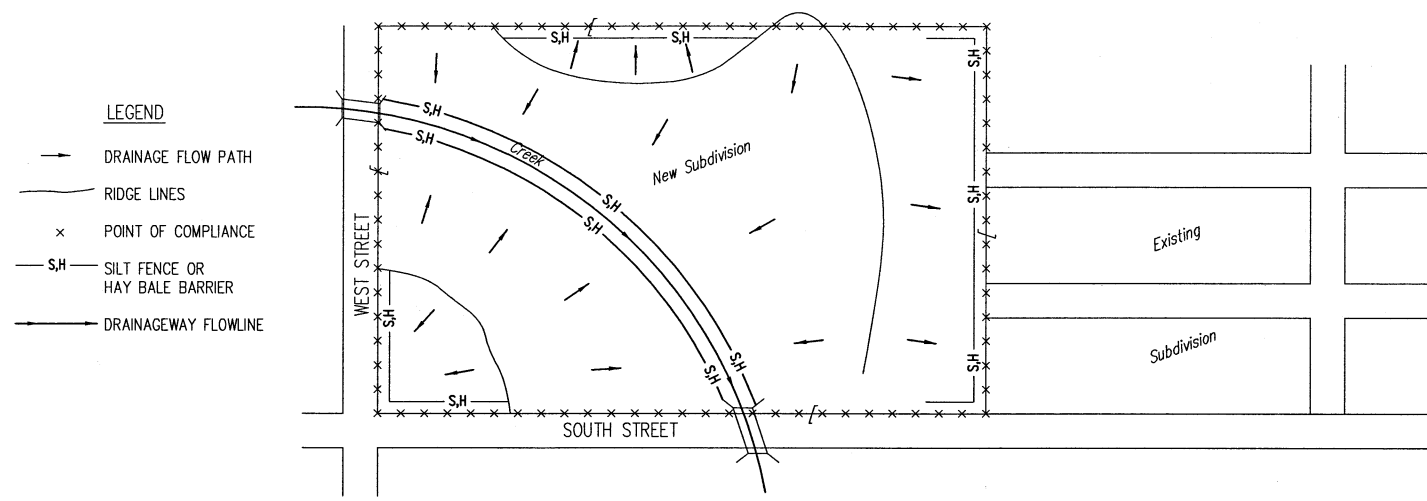 LEGEND
DRAINAGE FLOW PATH
RIDGE LINES
× POINT OF COMPLIANCE
S,H SILT FENCE OR
HAY BALE BARRIER
DRAINAGEWAY FLOWLINE
S,H
S,H
S,H
S,H
S,H
Creek
New Subdivision
S,H
S,H
S,H
WEST STREET
Existing
S,H
S,H
S,H
S,H
S,H
Subdivision
SOUTH STREET